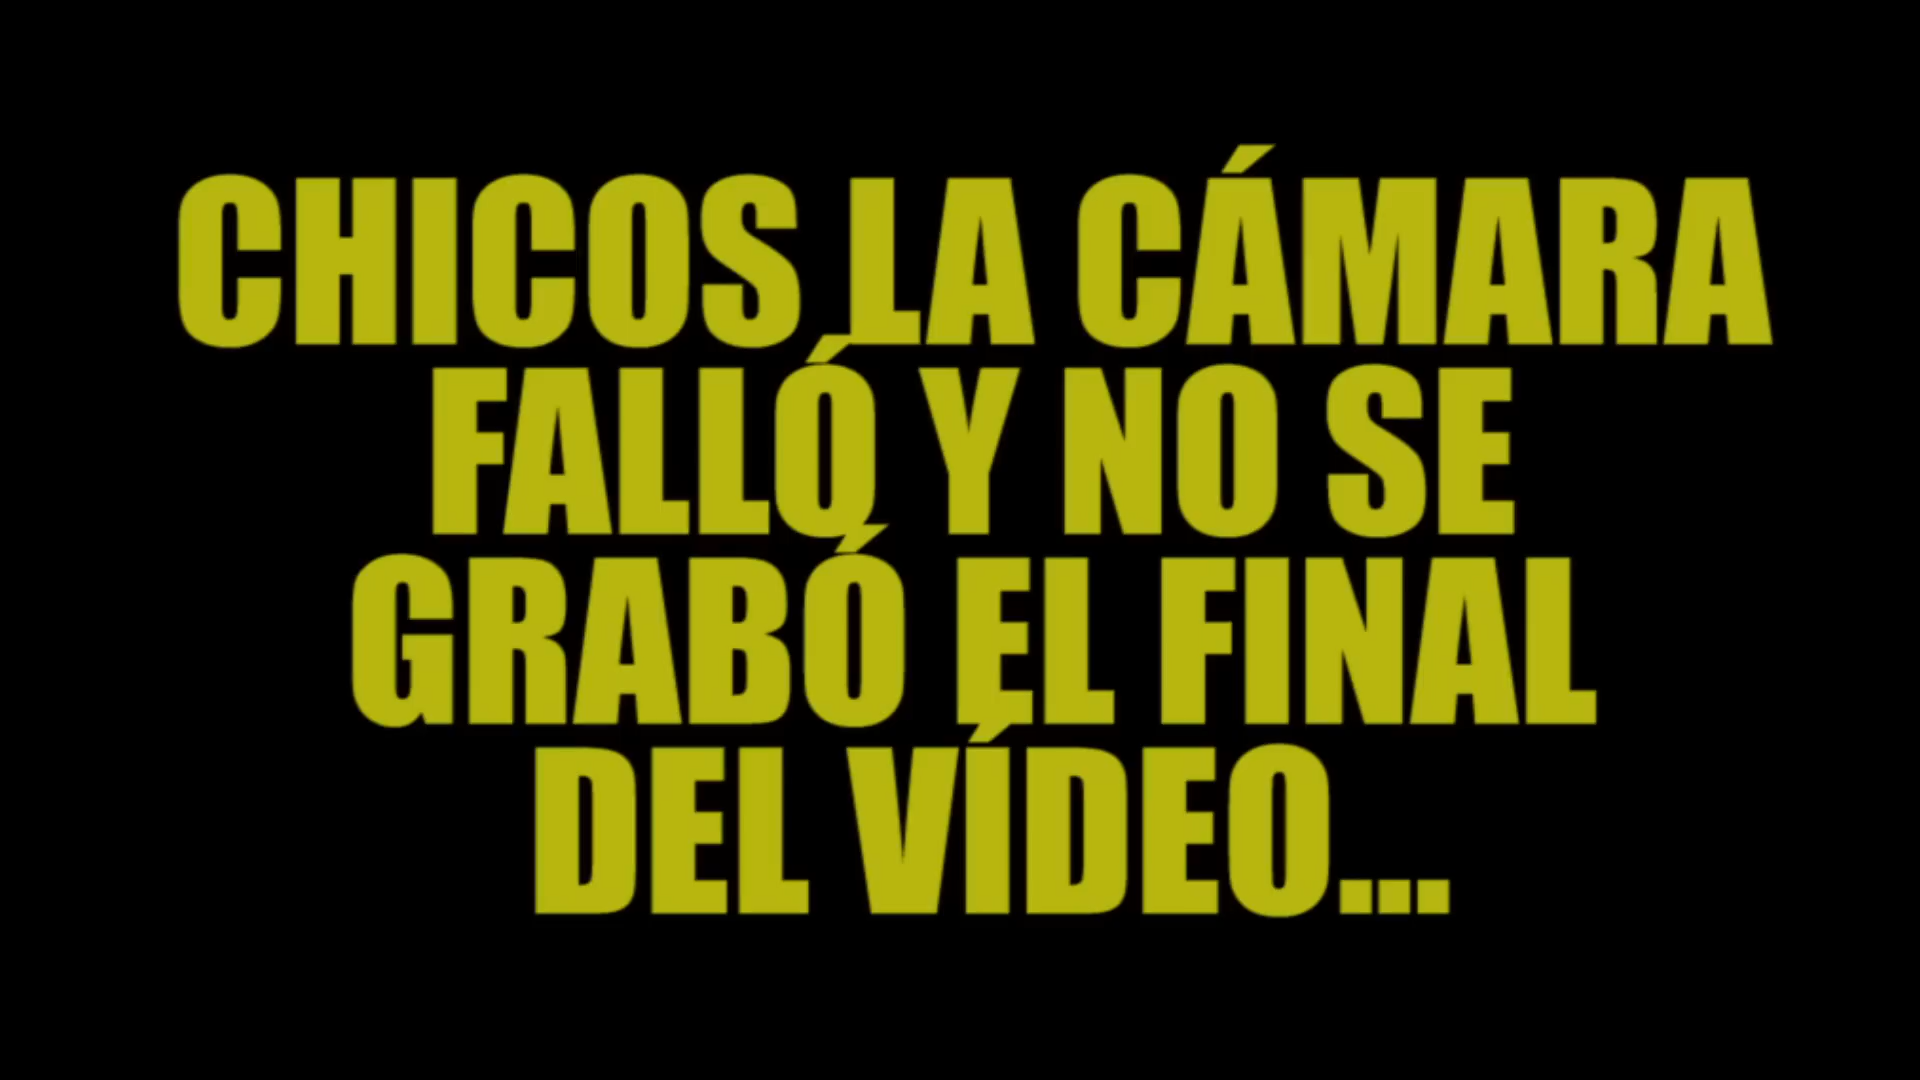 CHICOS LA CÁMARA
FALLÓ Y NO SE
GRABÓ EL FINAL
DEL VÍDEO...